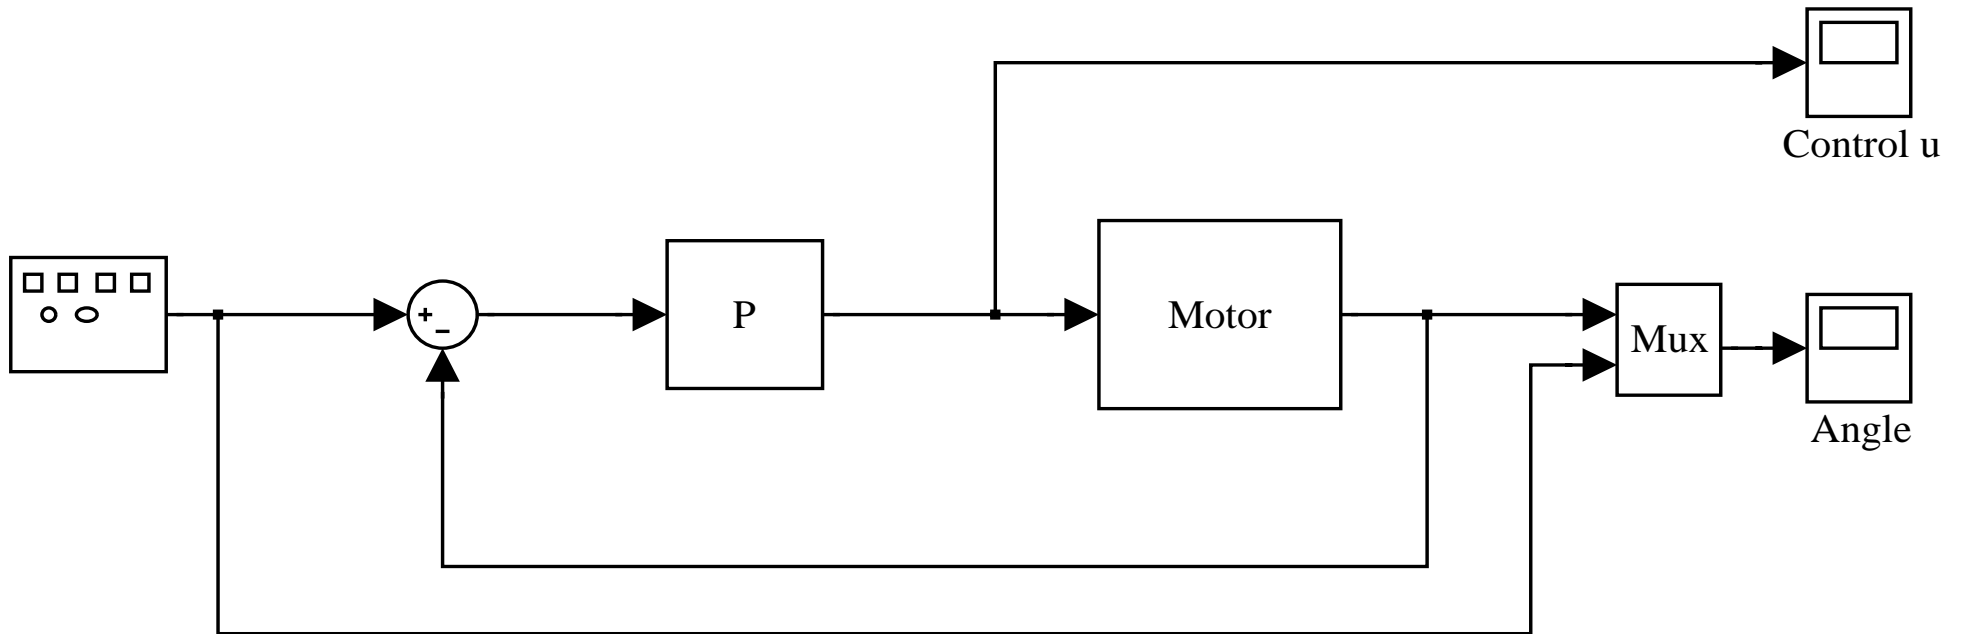 Control u
+
−
P
Motor
Mux
Angle